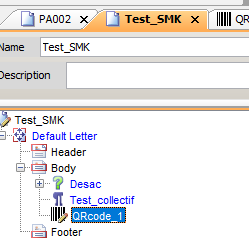 PA002 Test_SMK QR
Name Test_SMK
Description
Test_SMK
Default Letter
Header
Body
Desac
Test_collectif
QRcode_1
Footer